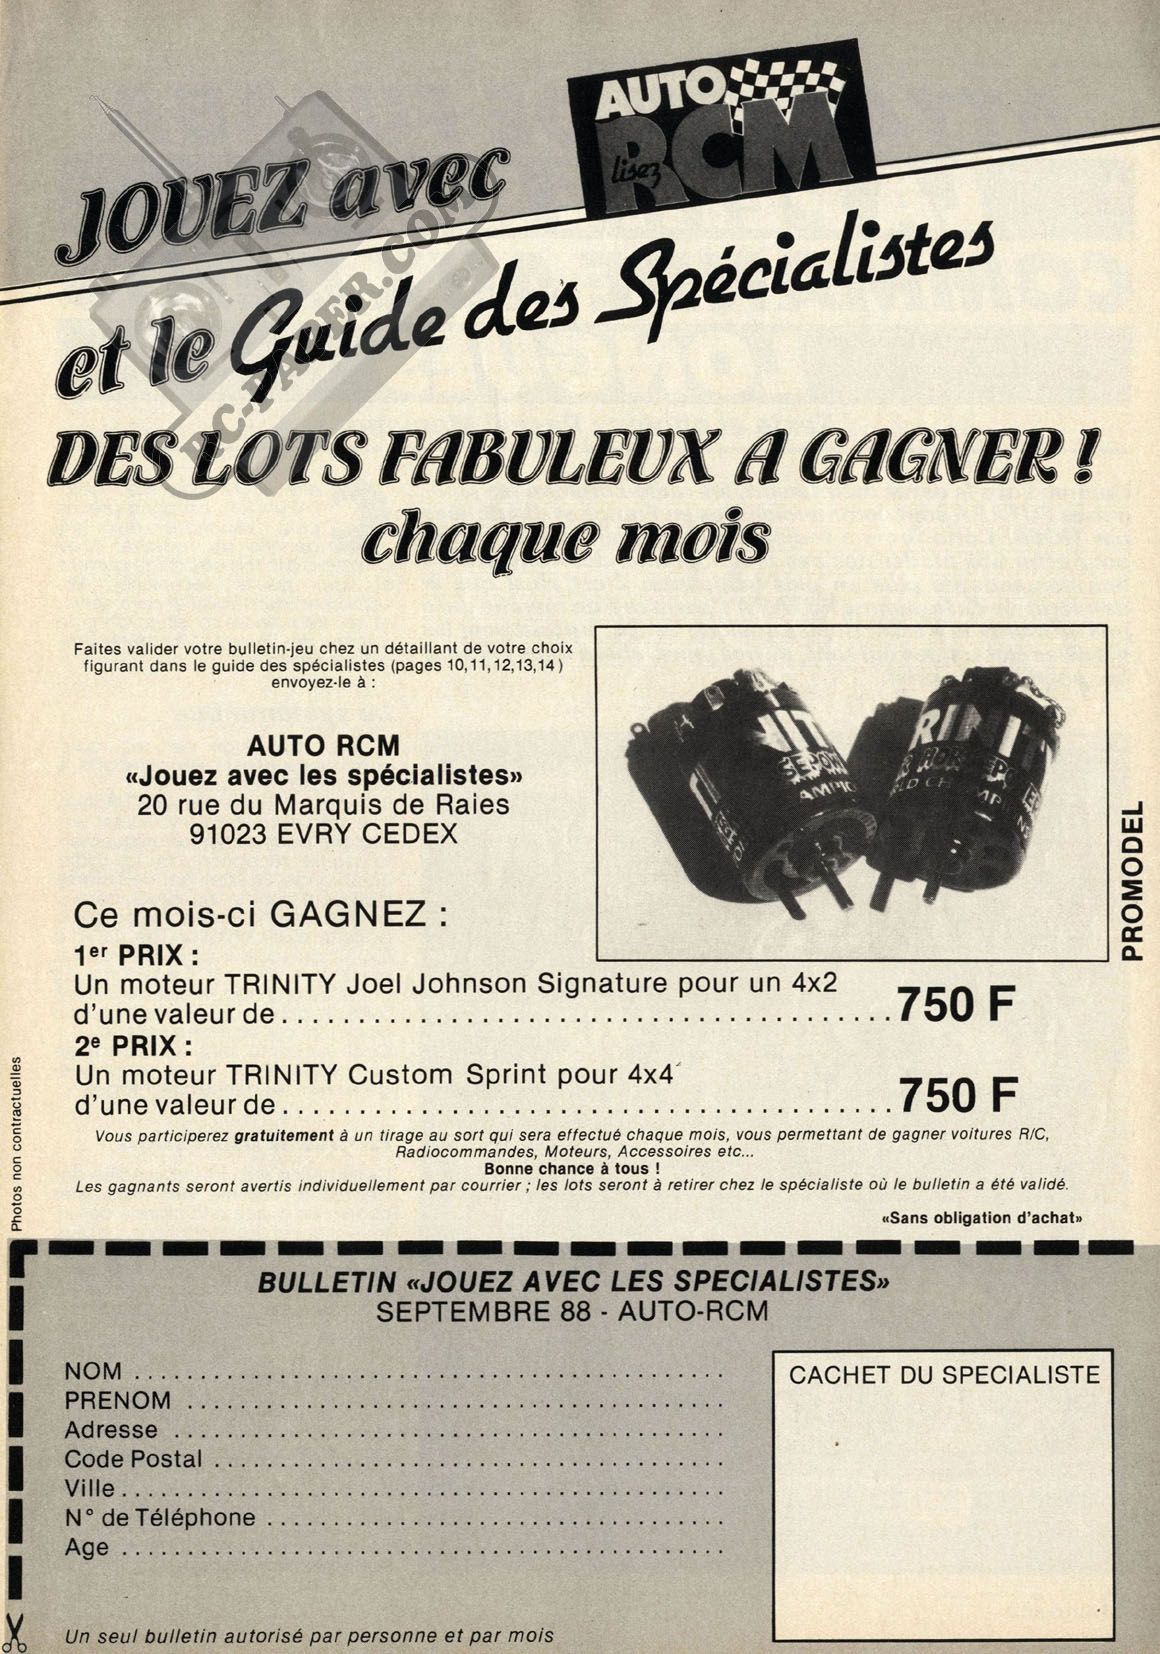 JOUEZ avec
AUTO
lisez
RCM
et le Guide des Spécialistes
DES LOTS FABULEUX A GAGNER !
chaque mois
RC-PAPER.COM
Faites valider votre bulletin-jeu chez un détaillant de votre choix
figurant dans le guide des spécialistes (pages 10,11,12,13,14)
envoyez-le à :
AUTO RCM
«Jouez avec les spécialistes»
20 rue du Marquis de Raies
91023 EVRY CEDEX
PROMODEL
Ce mois-ci GAGNEZ :
1er PRIX :
Un moteur TRINITY Joel Johnson Signature pour un 4x2
d'une valeur de.......................................750 F
2e PRIX :
Un moteur TRINITY Custom Sprint pour 4x4
d'une valeur de.......................................750 F
Photos non contractuelles
Vous participerez gratuitement à un tirage au sort qui sera effectué chaque mois, vous permettant de gagner voitures R/C,
Radiocommandes, Moteurs, Accessoires etc...
Bonne chance à tous !
Les gagnants seront avertis individuellement par courrier ; les lots seront à retirer chez le spécialiste où le bulletin a été validé.
«Sans obligation d'achat»
BULLETIN «JOUEZ AVEC LES SPECIALISTES»
SEPTEMBRE 88 - AUTO-RCM
NOM .............................................
PRENOM .........................................
Adresse ..........................................
Code Postal .......................................
Ville..............................................
N° de Téléphone ...................................
Age ..............................................
CACHET DU SPECIALISTE
Un seul bulletin autorisé par personne et par mois